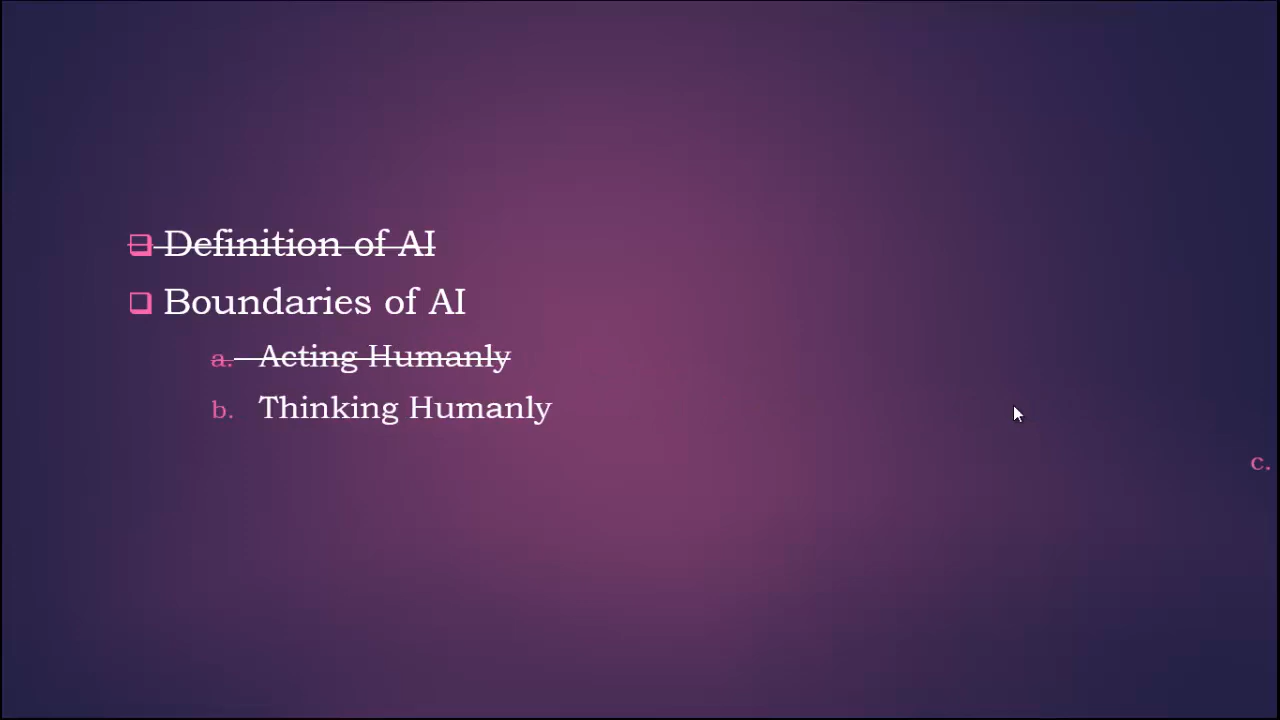 Definition of AI
Boundaries of AI
a. Acting Humanly
b. Thinking Humanly
c.